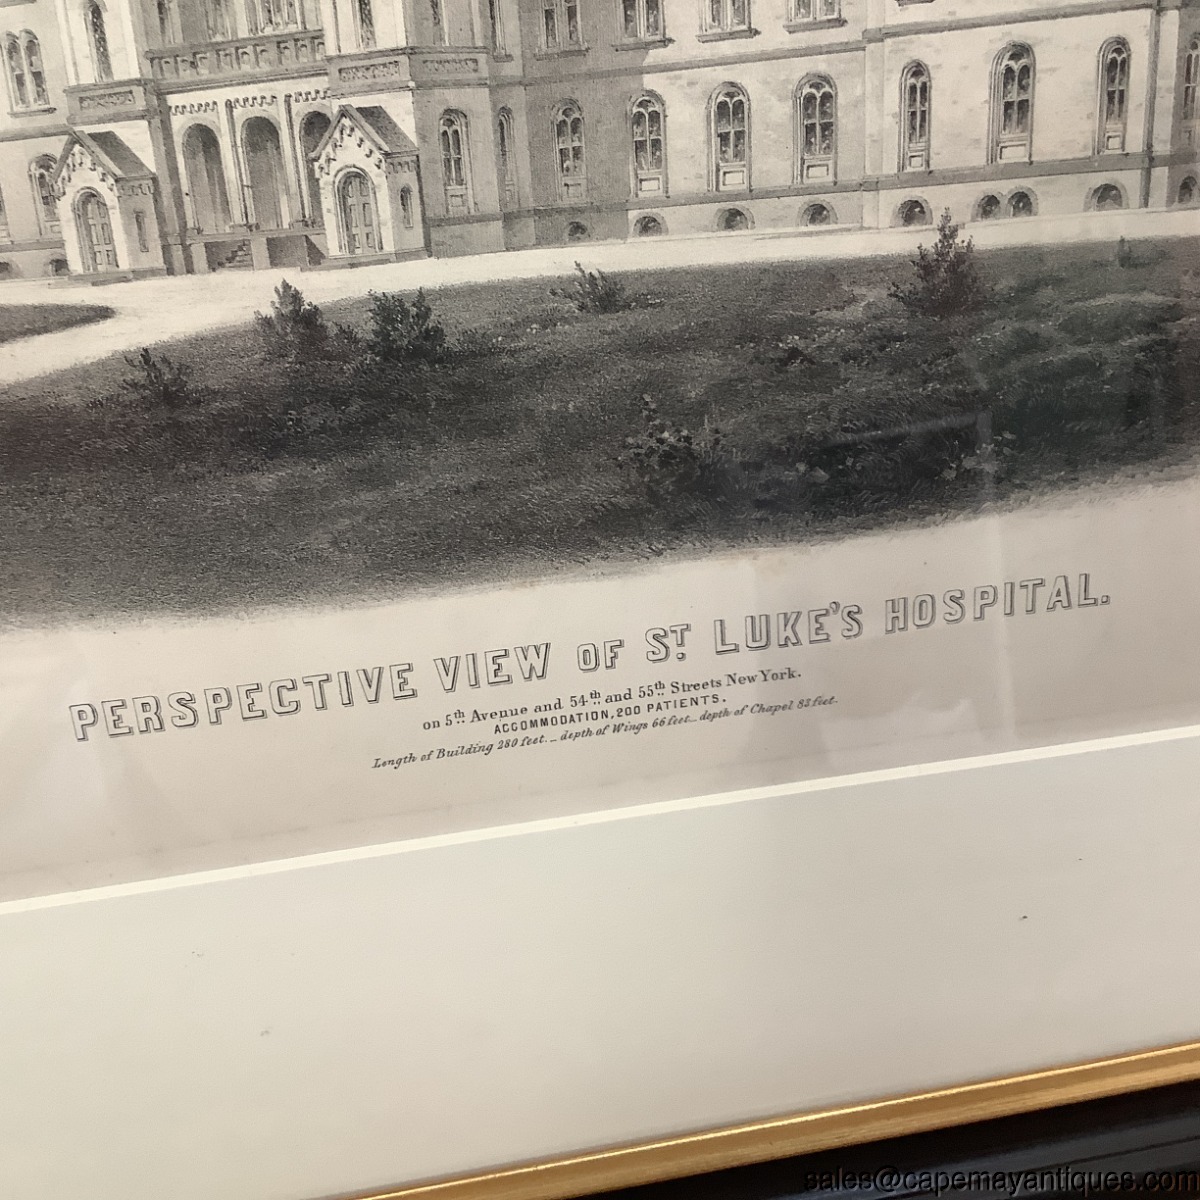 PERSPECTIVE VIEW OF ST LUKE'S HOSPITAL.
on 5th Avenue and 54th and 55th Streets New York.
ACCOMMODATION, 200 PATIENTS.
Length of Building 280 feet._ depth of Wings 66 feet_ depth of Chapel 83 feet.
sales@capemayantiques.com